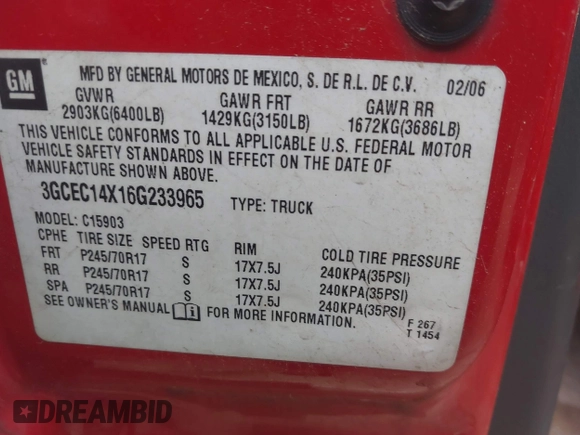 GM
MFD BY GENERAL MOTORS DE MEXICO, S. DE R.L. DE C.V. 02/06
GVWR GAWR FRT GAWR RR
2903KG(6400LB) 1429KG(3150LB) 1672KG(3686LB)
THIS VEHICLE CONFORMS TO ALL APPLICABLE U.S. FEDERAL MOTOR
VEHICLE SAFETY STANDARDS IN EFFECT ON THE DATE OF
MANUFACTURE SHOWN ABOVE.
3GCEC14X16G233965 TYPE: TRUCK
MODEL: C15903
CPHE TIRE SIZE SPEED RTG RIM COLD TIRE PRESSURE
FRT P245/70R17 S 17X7.5J 240KPA(35PSI)
RR P245/70R17 S 17X7.5J 240KPA(35PSI)
SPA P245/70R17 S 17X7.5J 240KPA(35PSI)
SEE OWNER'S MANUAL FOR MORE INFORMATION.
F 267
T 1454
DREAMBID